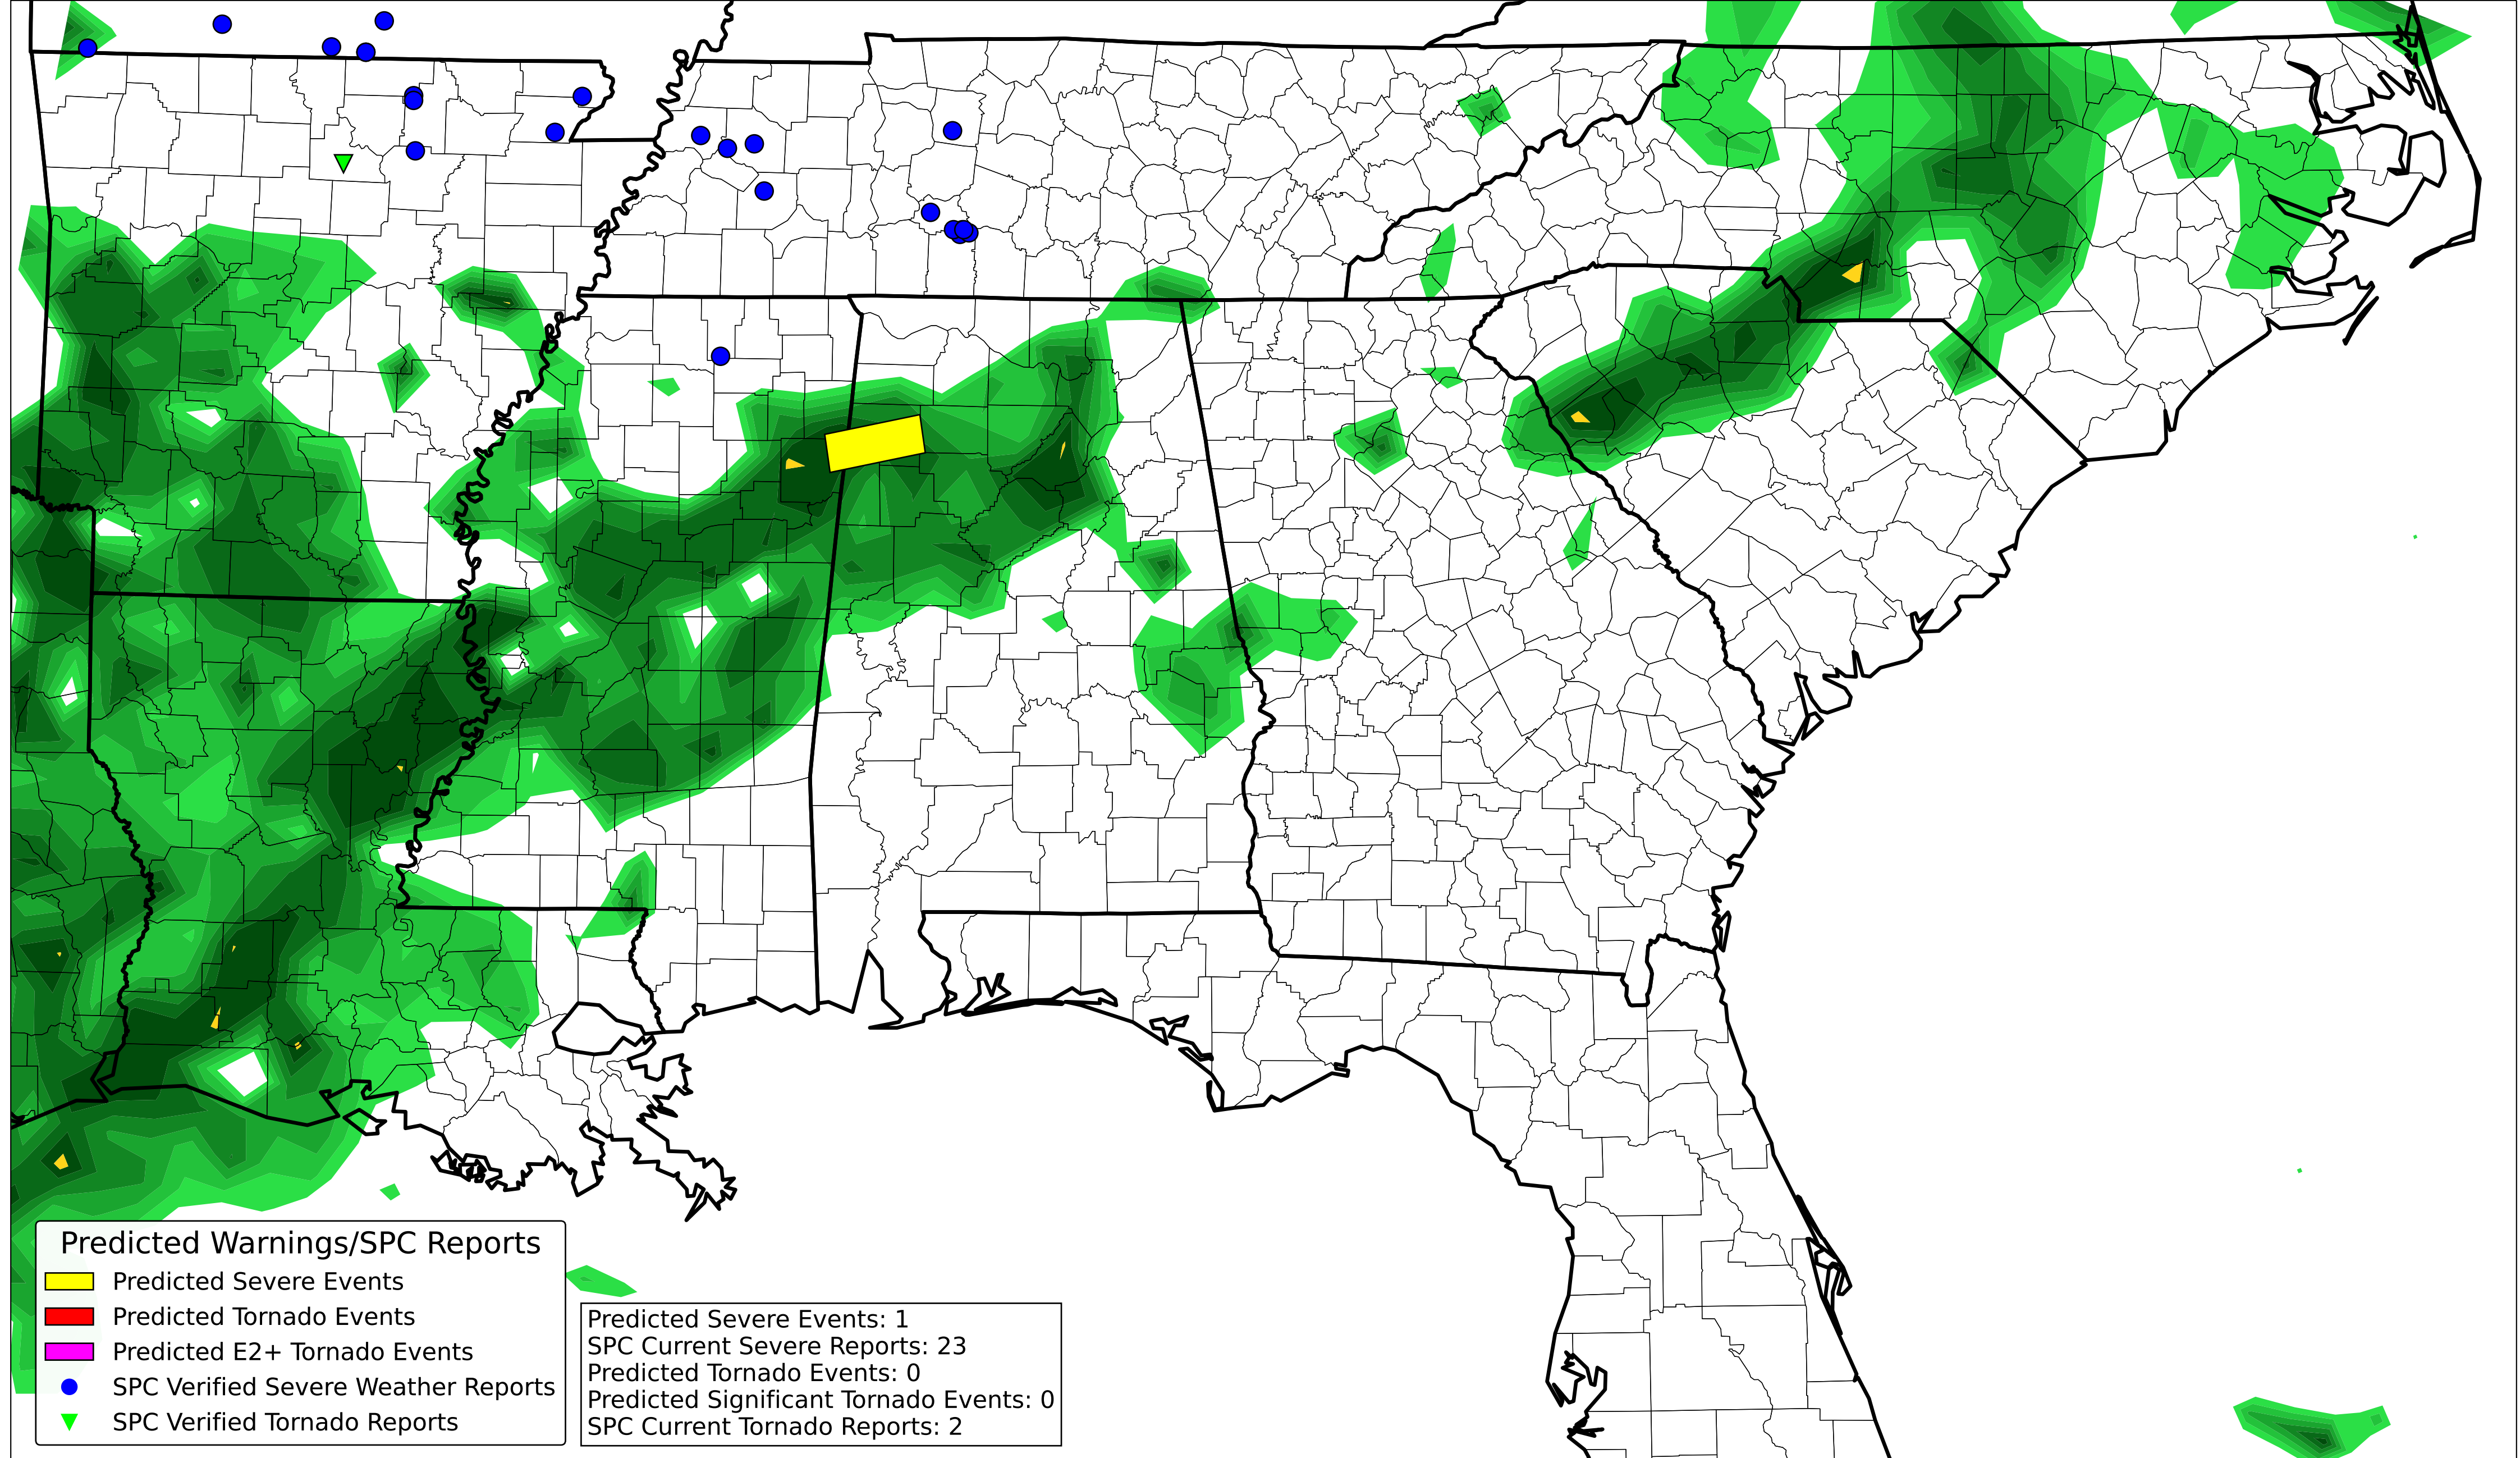 Predicted Warnings/SPC Reports
Predicted Severe Events
Predicted Tornado Events
Predicted E2+ Tornado Events
SPC Verified Severe Weather Reports
SPC Verified Tornado Reports
Predicted Severe Events: 1
SPC Current Severe Reports: 23
Predicted Tornado Events: 0
Predicted Significant Tornado Events: 0
SPC Current Tornado Reports: 2